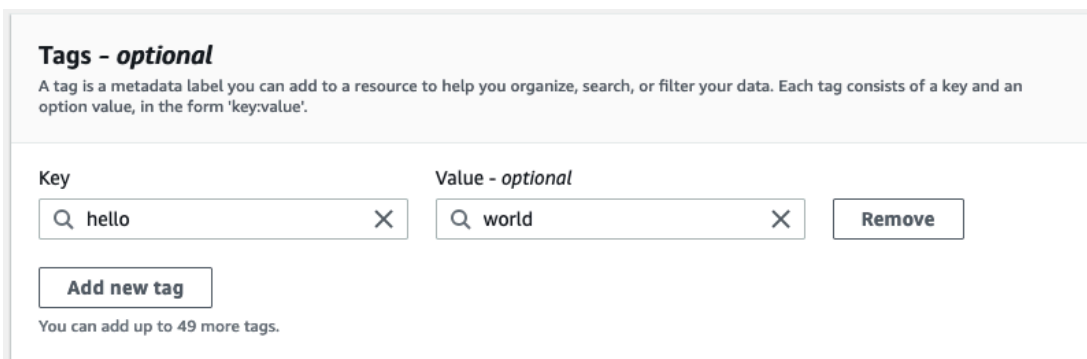 Tags - optional
A tag is a metadata label you can add to a resource to help you organize, search, or filter your data. Each tag consists of a key and an
option value, in the form 'key:value'.
Key Value - optional
hello world Remove
Add new tag
You can add up to 49 more tags.